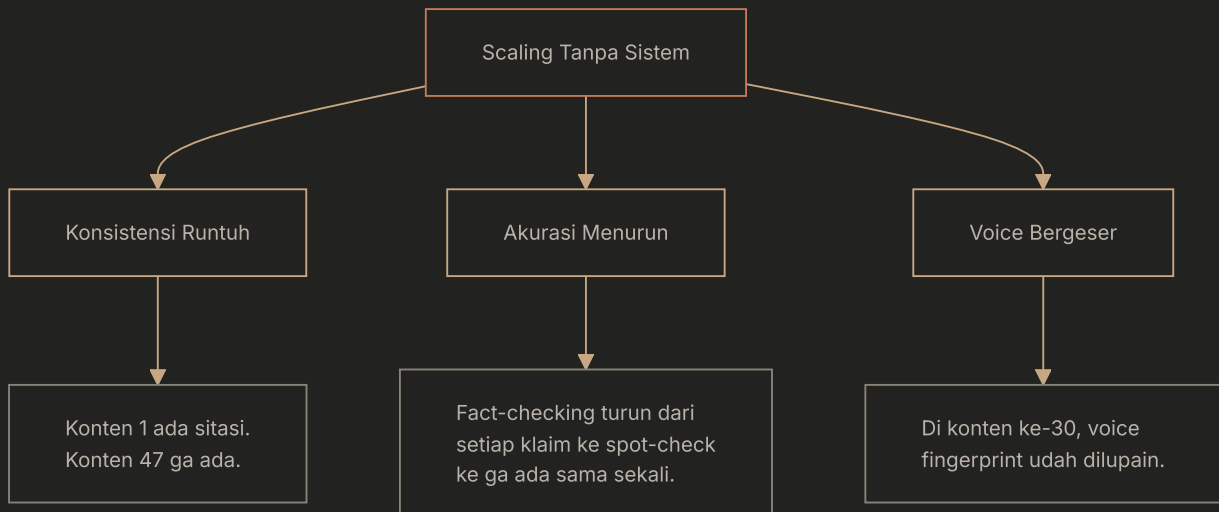 Scaling Tanpa Sistem
Konsistensi Runtuh
Akurasi Menurun
Voice Bergeser
Konten 1 ada sitasi.
Konten 47 ga ada.
Fact-checking turun dari
setiap klaim ke spot-check
ke ga ada sama sekali.
Di konten ke-30, voice
fingerprint udah dilupain.